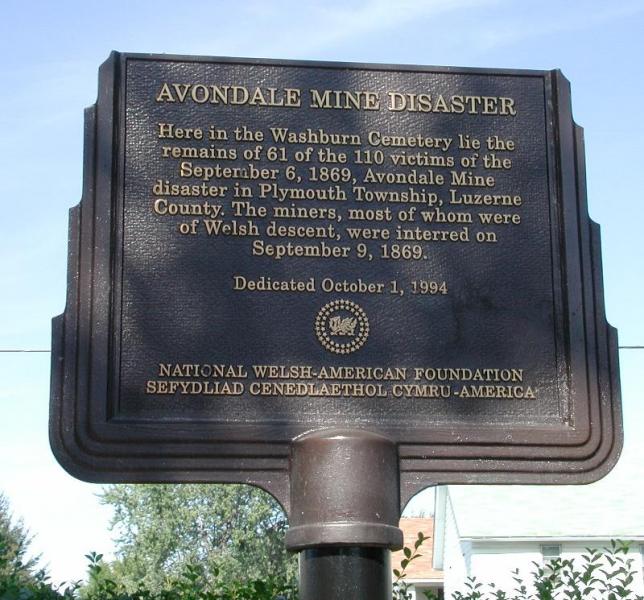 AVONDALE MINE DISASTER
Here in the Washburn Cemetery lie the
remains of 61 of the 110 victims of the
September 6, 1869, Avondale Mine
disaster in Plymouth Township, Luzerne
County. The miners, most of whom were
of Welsh descent, were interred on
September 9, 1869.
Dedicated October 1, 1994
NATIONAL WELSH-AMERICAN FOUNDATION
SEFYDLIAD CENEDLAETHOL CYMRU-AMERICA